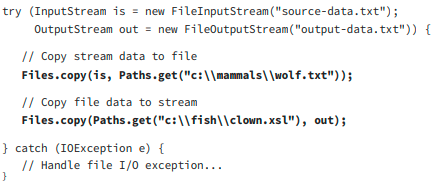 try (InputStream is = new FileInputStream("source-data.txt");
OutputStream out = new FileOutputStream("output-data.txt")) {
// Copy stream data to file
Files.copy(is, Paths.get("c:\\mammals\\wolf.txt"));
// Copy file data to stream
Files.copy(Paths.get("c:\\fish\\clown.xsl"), out);
} catch (IOException e) {
// Handle file I/O exception...
}